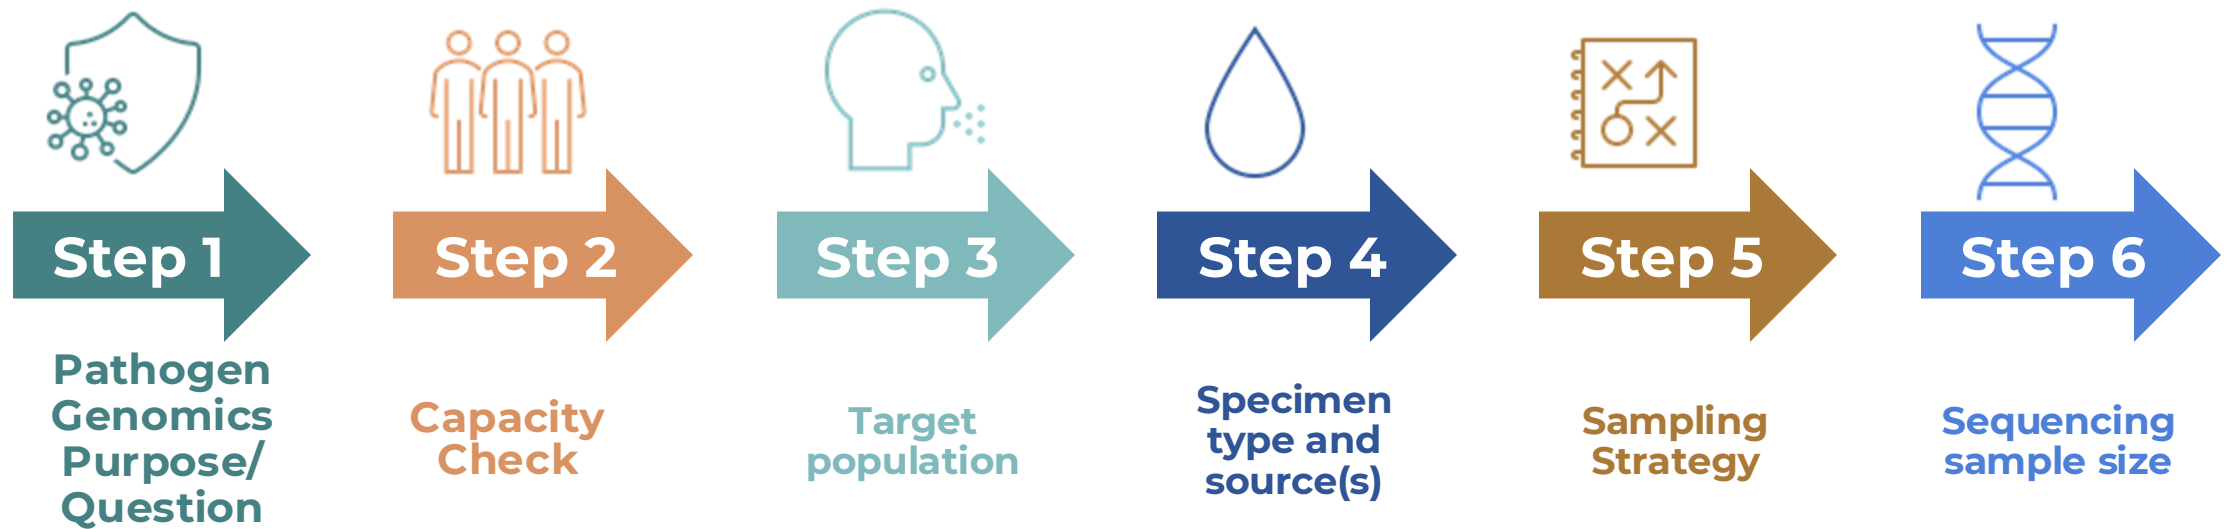 Step 1
Step 2
Step 3
Step 4
Step 5
Step 6
Pathogen
Genomics
Purpose/
Question
Capacity
Check
Target
population
Specimen
type and
source(s)
Sampling
Strategy
Sequencing
sample size